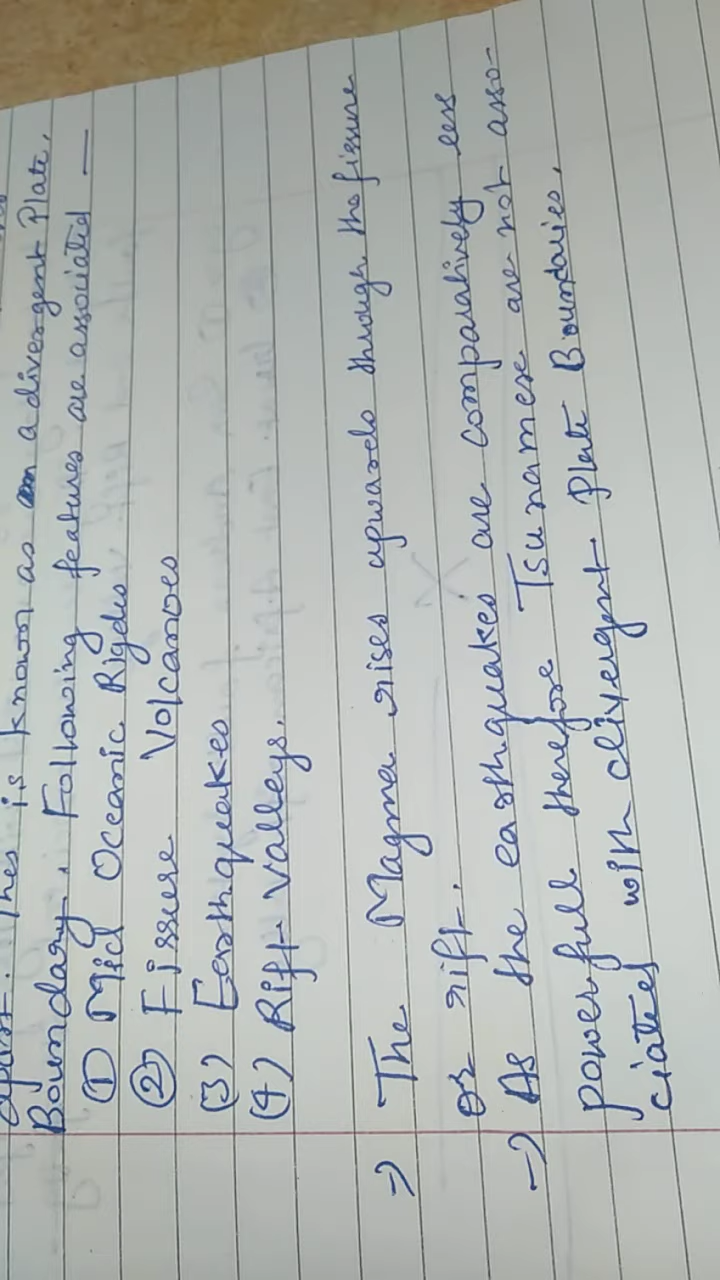 apart. This is known as a divergent Plate,
Boundary. Following features are associated —
① Mid Oceanic Rigdes
② Fissure Volcanoes
(3) Earthquakes
(4) Rift Valleys.
→ The Magma rises upwards through the fissure
or rift.
→ As the earthquakes are comparatively less
powerfull therefore Tsunamese are not asso-
ciated with divergent Plate Boundaries.